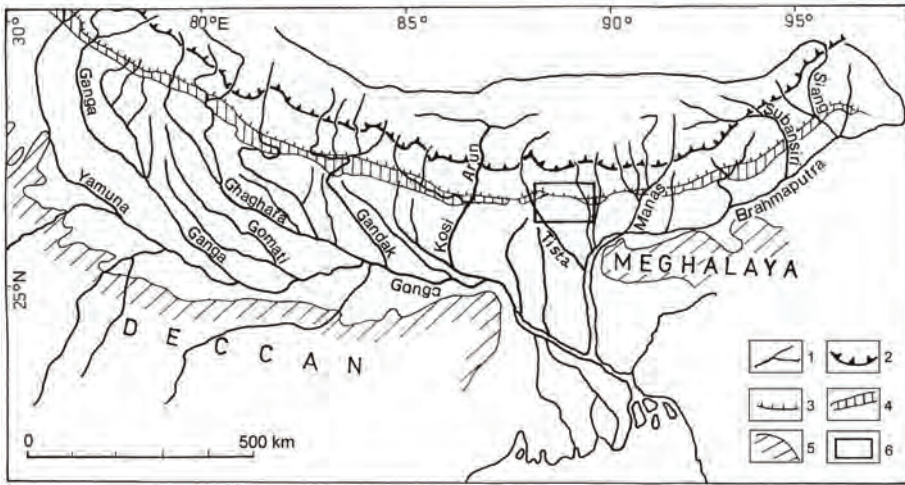 80°E
85°
90°
95°
30°
25°N
Ganga
Yamuna
Ghaghara
Gomati
Ganga
Gandak
Kosi
Arun
Ganga
Tista
Manas
Subansiri
Siang
Brahmaputra
MEGHALAYA
DECCAN
0 500 km
1 2
3 4
5 6